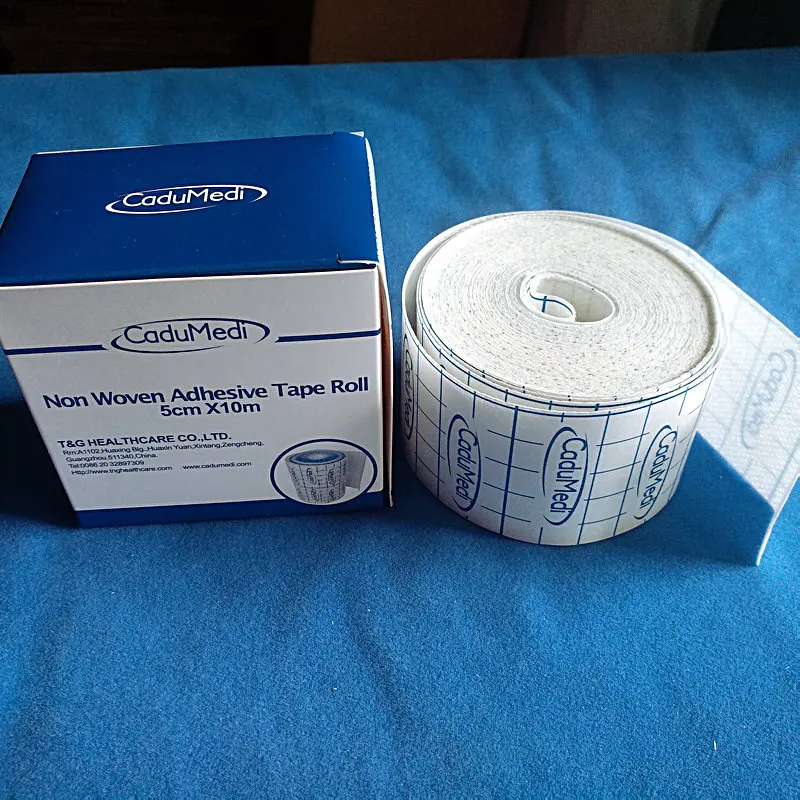 CaduMedi
CaduMedi
Non Woven Adhesive Tape Roll
5cm X10m
T&G HEALTHCARE CO.,LTD.
Rm:A1102,Huaxing Blg.,Huaxin Yuan,Xintang,Zengcheng,
Guangzhou,511340,China.
Tel:0086 20 32897309
Http://www.tnghealthcare.com www.cadumedi.com
CaduMedi
CaduMedi
CaduMedi